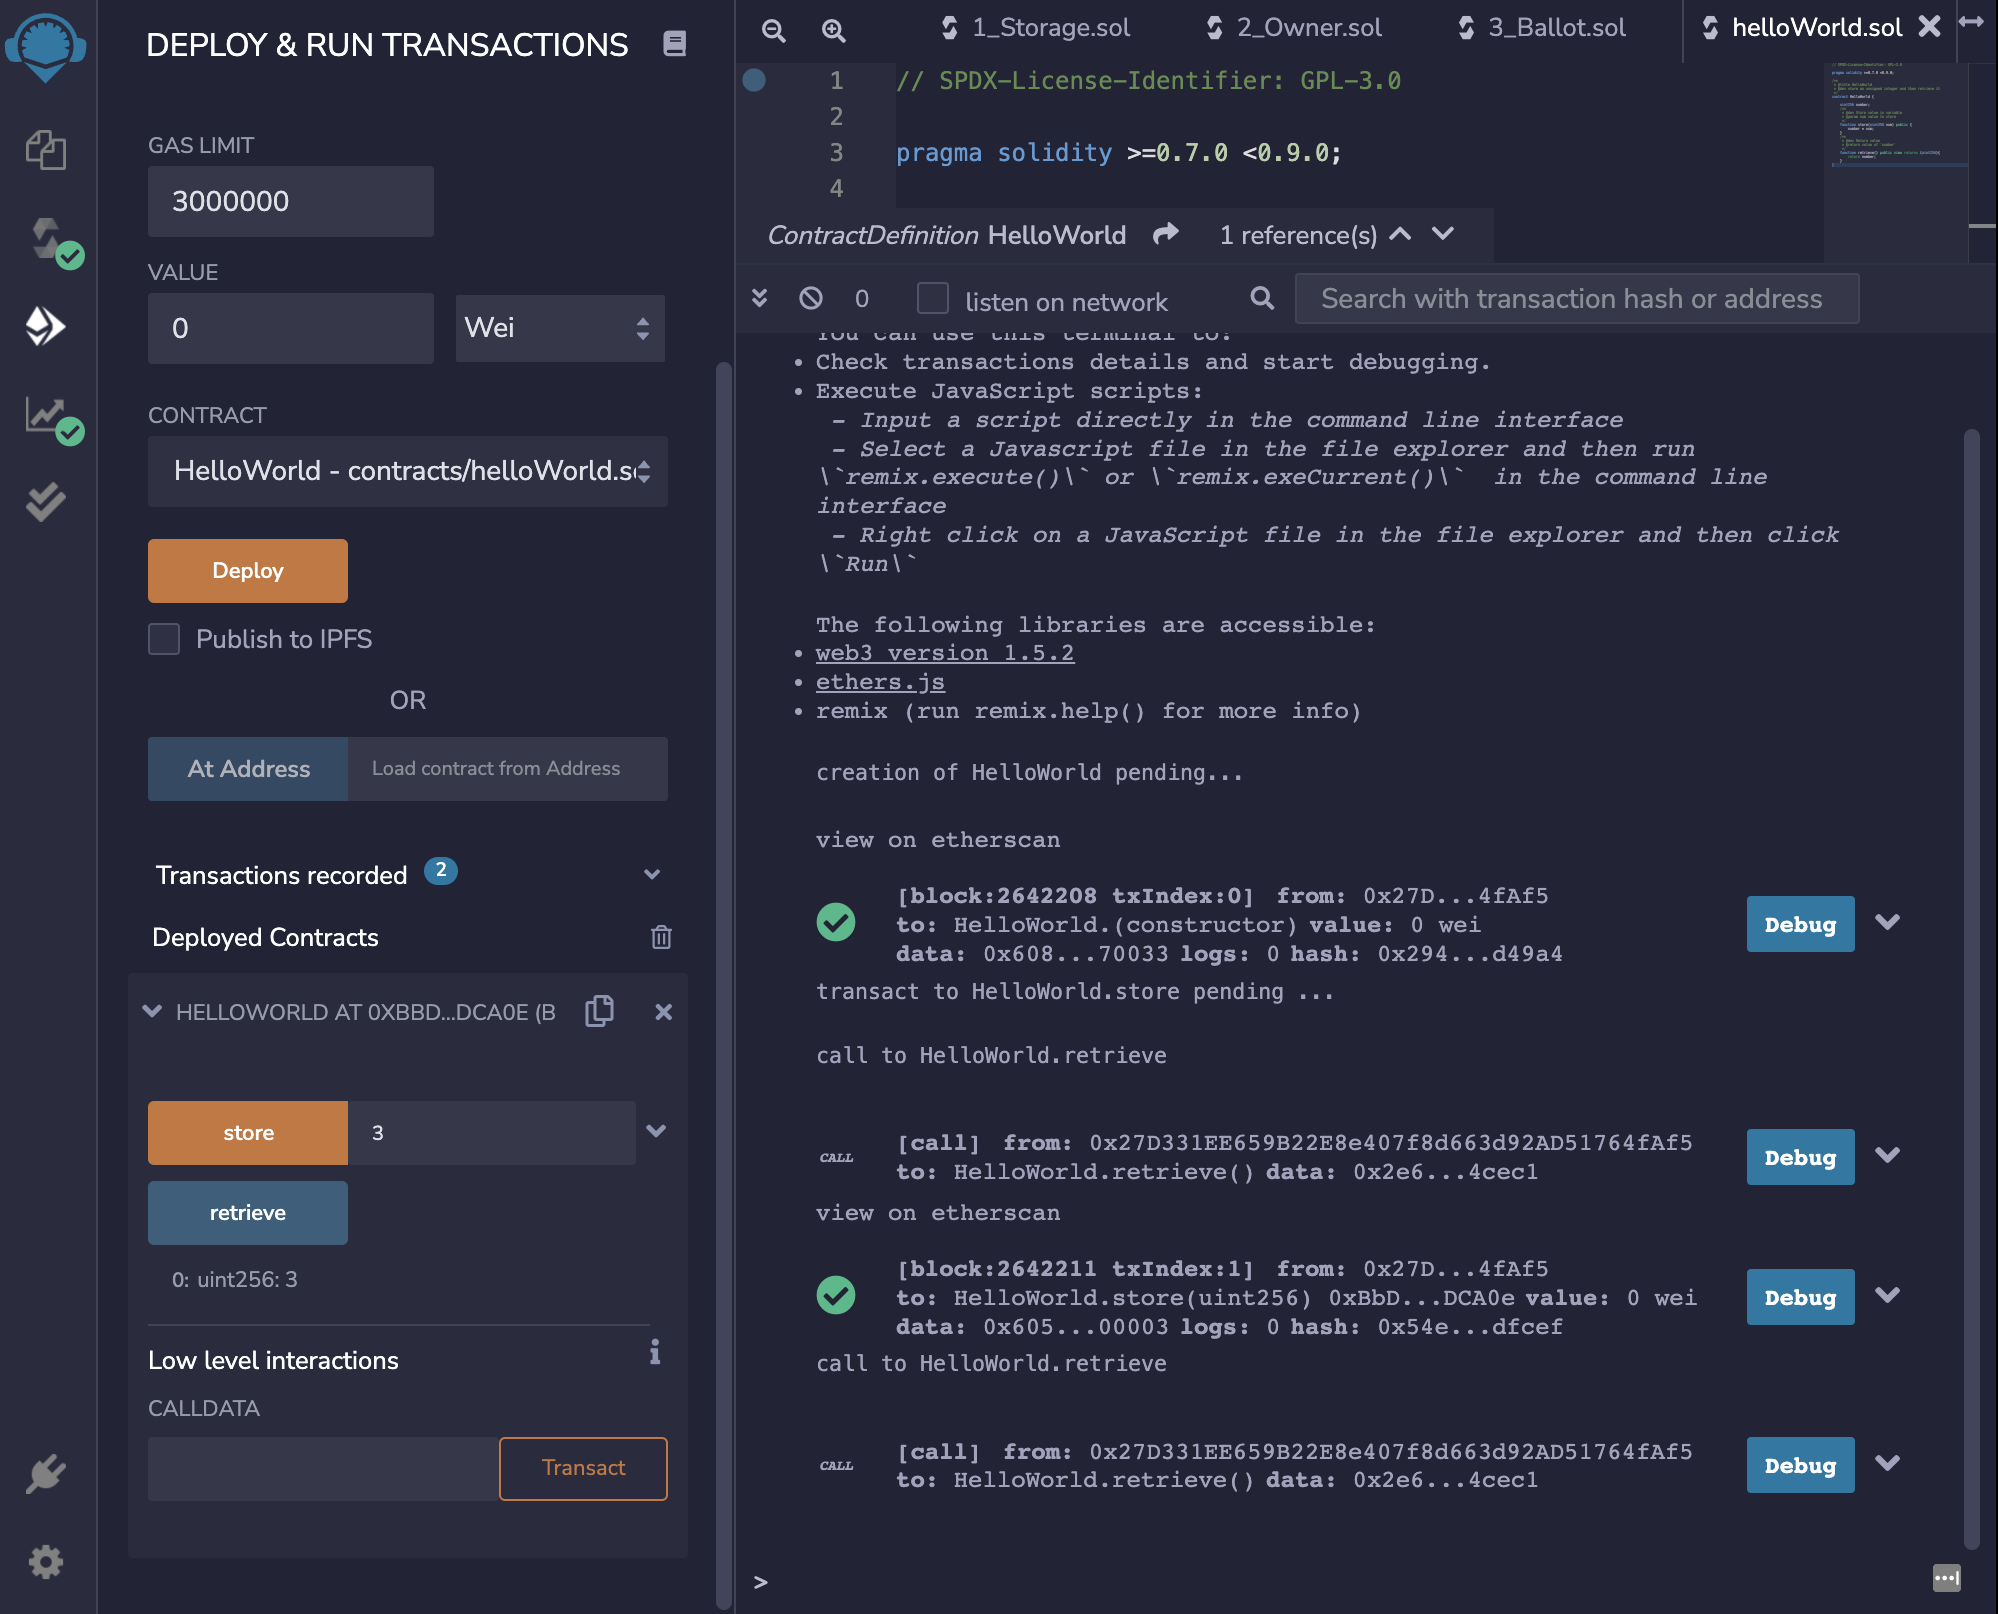 DEPLOY & RUN TRANSACTIONS
GAS LIMIT
3000000
VALUE
0
Wei
CONTRACT
HelloWorld - contracts/helloWorld.s
Deploy
Publish to IPFS
OR
At Address
Load contract from Address
Transactions recorded 2
Deployed Contracts
HELLOWORLD AT 0XBBD...DCA0E (B
store
3
retrieve
0: uint256: 3
Low level interactions
i
CALLDATA
Transact
1_Storage.sol
2_Owner.sol
3_Ballot.sol
helloWorld.sol
1 // SPDX-License-Identifier: GPL-3.0
2
3 pragma solidity >=0.7.0 <0.9.0;
4
ContractDefinition HelloWorld 1 reference(s)
0 listen on network
Search with transaction hash or address
You can use this terminal to:
• Check transactions details and start debugging.
• Execute JavaScript scripts:
- Input a script directly in the command line interface
- Select a Javascript file in the file explorer and then run
\`remix.execute()\` or \`remix.exeCurrent()\` in the command line
interface
- Right click on a JavaScript file in the file explorer and then click
\`Run\`
The following libraries are accessible:
• web3 version 1.5.2
• ethers.js
• remix (run remix.help() for more info)
creation of HelloWorld pending...
view on etherscan
[block:2642208 txIndex:0] from: 0x27D...4fAf5
to: HelloWorld.(constructor) value: 0 wei
data: 0x608...70033 logs: 0 hash: 0x294...d49a4
Debug
transact to HelloWorld.store pending ...
call to HelloWorld.retrieve
CALL
[call] from: 0x27D331EE659B22E8e407f8d663d92AD51764fAf5
to: HelloWorld.retrieve() data: 0x2e6...4cec1
Debug
view on etherscan
[block:2642211 txIndex:1] from: 0x27D...4fAf5
to: HelloWorld.store(uint256) 0xBbD...DCA0e value: 0 wei
data: 0x605...00003 logs: 0 hash: 0x54e...dfcef
Debug
call to HelloWorld.retrieve
CALL
[call] from: 0x27D331EE659B22E8e407f8d663d92AD51764fAf5
to: HelloWorld.retrieve() data: 0x2e6...4cec1
Debug
>